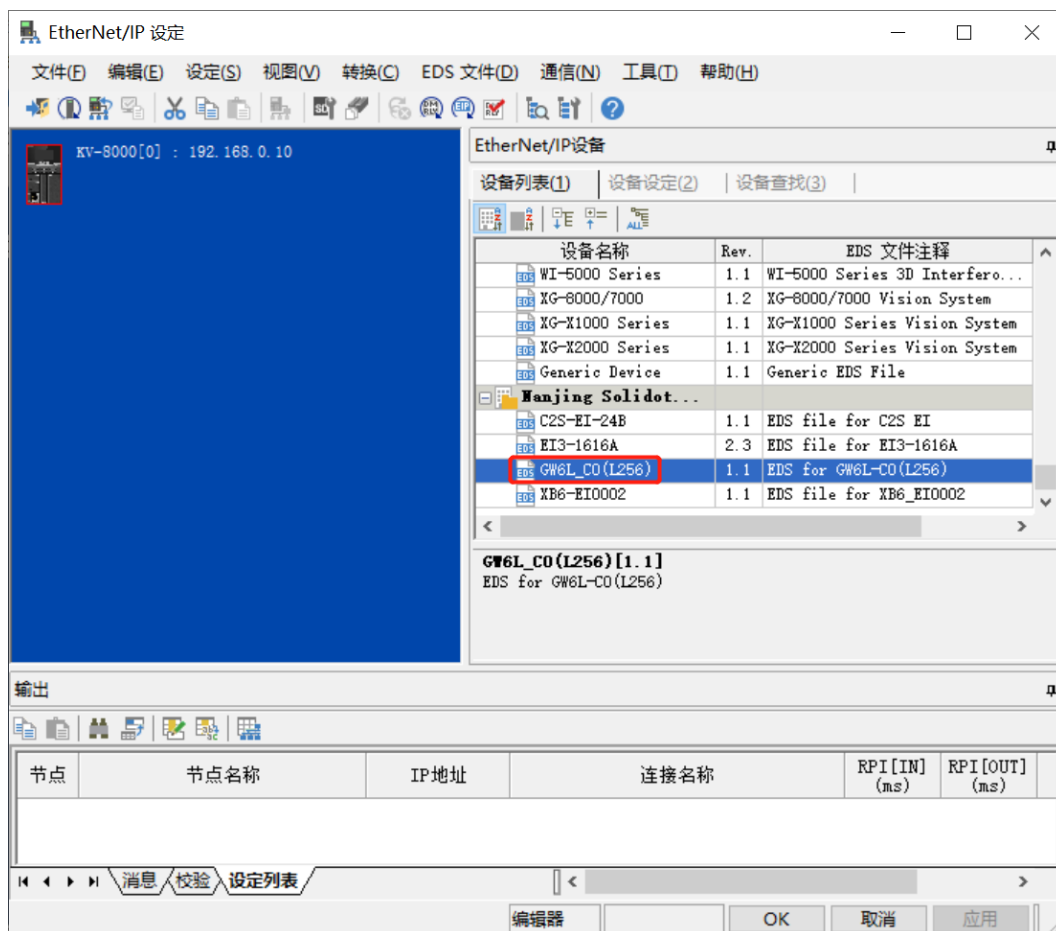 EtherNet/IP 设定
文件(F) 编辑(E) 设定(S) 视图(V) 转换(C) EDS 文件(D) 通信(N) 工具(T) 帮助(H)
KV-8000[0] : 192.168.0.10
EtherNet/IP设备
设备列表(1) 设备设定(2) 设备查找(3)
设备名称 Rev. EDS 文件注释
WI-5000 Series 1.1 WI-5000 Series 3D Interfero...
XG-8000/7000 1.2 XG-8000/7000 Vision System
XG-X1000 Series 1.1 XG-X1000 Series Vision System
XG-X2000 Series 1.1 XG-X2000 Series Vision System
Generic Device 1.1 Generic EDS File
Nanjing Solidot...
C2S-EI-24B 1.1 EDS file for C2S EI
EI3-1616A 2.3 EDS file for EI3-1616A
GW6L_CO(L256) 1.1 EDS for GW6L-CO(L256)
XB6-EI0002 1.1 EDS file for XB6_EI0002
GW6L_CO(L256)[1.1]
EDS for GW6L-CO(L256)
输出
节点 节点名称 IP地址 连接名称 RPI[IN] (ms) RPI[OUT] (ms)
消息 校验 设定列表
编辑器 OK 取消 应用